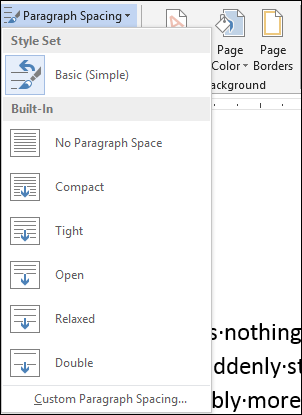 Paragraph Spacing
Style Set
Basic (Simple)
Built-In
No Paragraph Space
Compact
Tight
Open
Relaxed
Double
Custom Paragraph Spacing...
Page
Color
Page
Borders
ackground
s·nothing
ddenly·st
bly·more